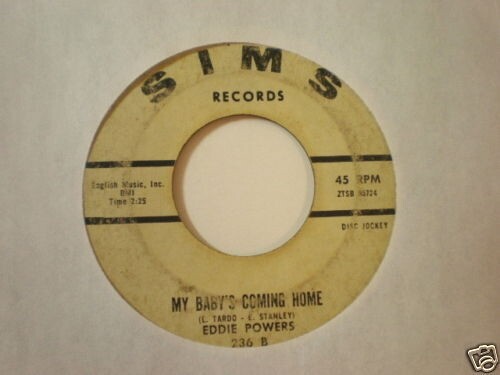 SIMS
RECORDS
English Music, Inc.
BMI
Time 2:25
45 RPM
ZTSB
DISC JOCKEY
MY BABY'S COMING HOME
(L. TARDO - E. STANLEY)
EDDIE POWERS
236 B